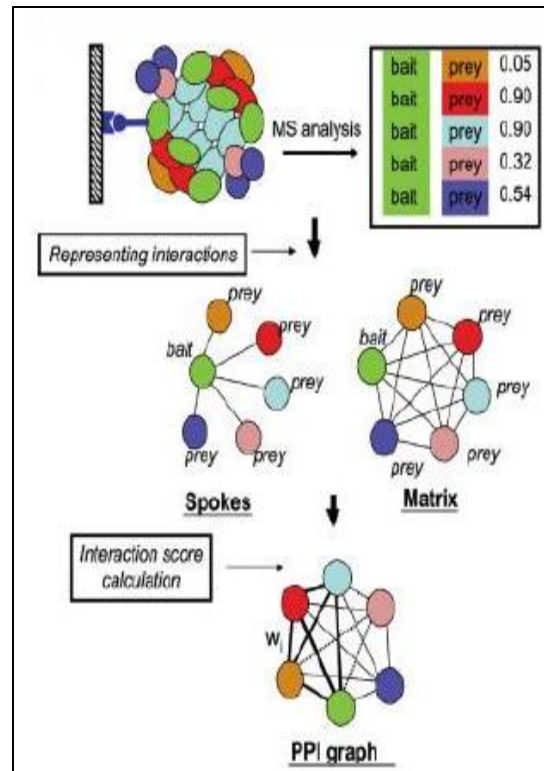 bait prey 0.05
bait prey 0.90
MS analysis
bait prey 0.90
bait prey 0.32
bait prey 0.54
Representing interactions
prey
prey
bait
prey
prey
prey
Spokes
prey
prey
bait
prey
prey
prey
Matrix
Interaction score
calculation
Wi
PPI graph